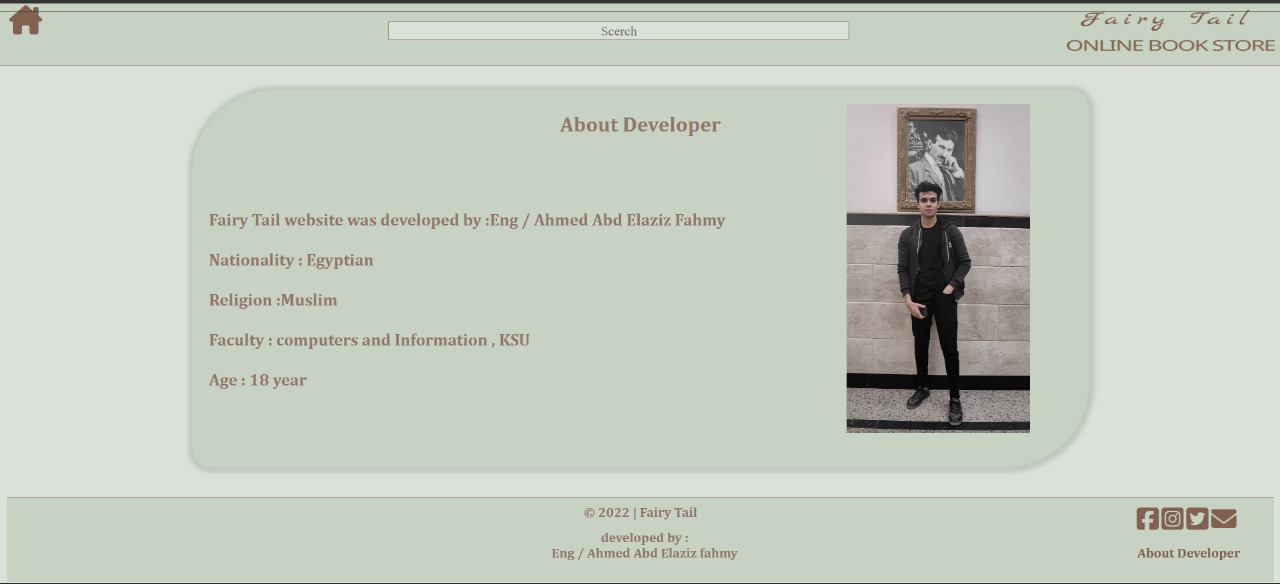 Scerch
Fairy Tail
ONLINE BOOK STORE
About Developer
Fairy Tail website was developed by :Eng / Ahmed Abd Elaziz Fahmy
Nationality : Egyptian
Religion :Muslim
Faculty : computers and Information , KSU
Age : 18 year
© 2022 | Fairy Tail
developed by :
Eng / Ahmed Abd Elaziz fahmy
About Developer